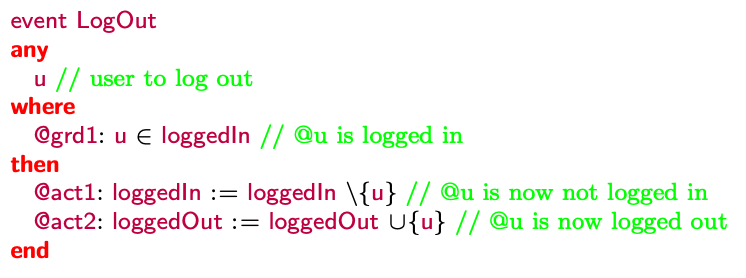 event LogOut
any
u // user to log out
where
@grd1: u ∈ loggedIn // @u is logged in
then
@act1: loggedIn := loggedIn \{u} // @u is now not logged in
@act2: loggedOut := loggedOut ∪{u} // @u is now logged out
end